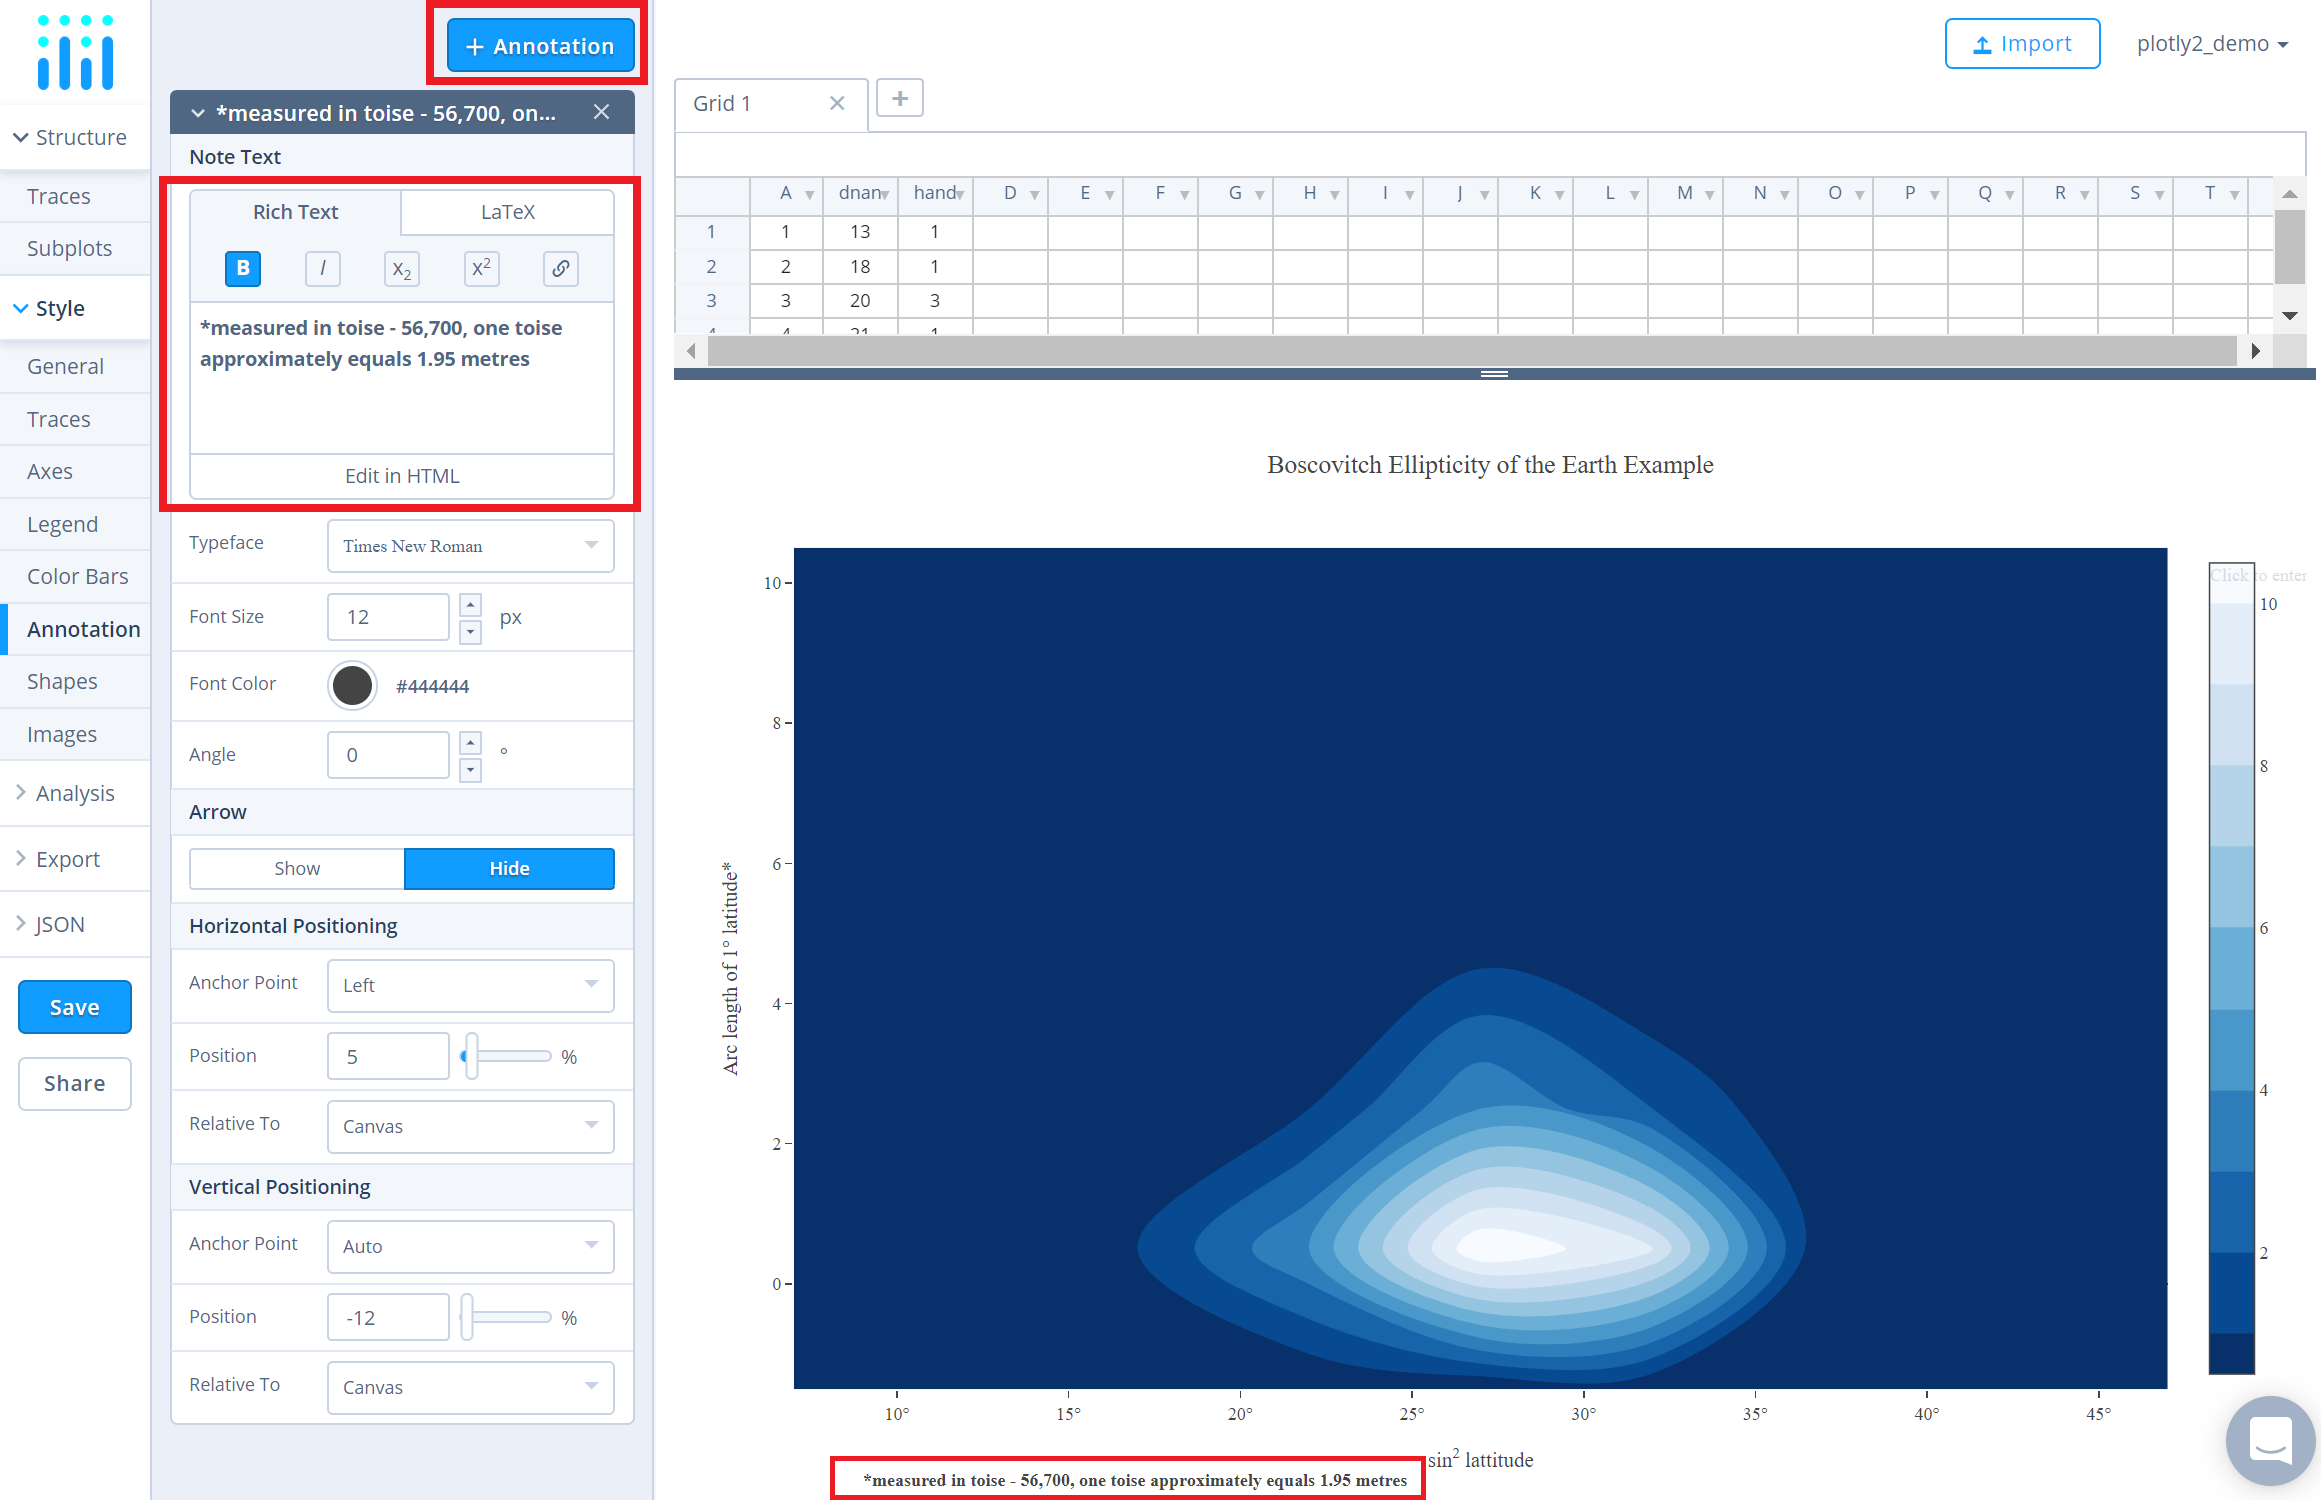 + Annotation
Import
plotly2_demo
Structure
Traces
Subplots
Style
General
Traces
Axes
Legend
Color Bars
Annotation
Shapes
Images
Analysis
Export
JSON
Save
Share
*measured in toise - 56,700, on...
Note Text
Rich Text LaTeX
B I X2 X2
*measured in toise - 56,700, one toise
approximately equals 1.95 metres
Edit in HTML
Typeface Times New Roman
Font Size 12 px
Font Color #444444
Angle 0 °
Arrow
Show Hide
Horizontal Positioning
Anchor Point Left
Position 5 %
Relative To Canvas
Vertical Positioning
Anchor Point Auto
Position -12 %
Relative To Canvas
Grid 1 +
A dnan hand D E F G H I J K L M N O P Q R S T
1 1 13 1
2 2 18 1
3 3 20 3
4 4 21 1
Boscovitch Ellipticity of the Earth Example
Arc length of 1° latitude*
10
8
6
4
2
0
10° 15° 20° 25° 30° 35° 40° 45°
sin2 lattitude
*measured in toise - 56,700, one toise approximately equals 1.95 metres
Click to enter
10
8
6
4
2